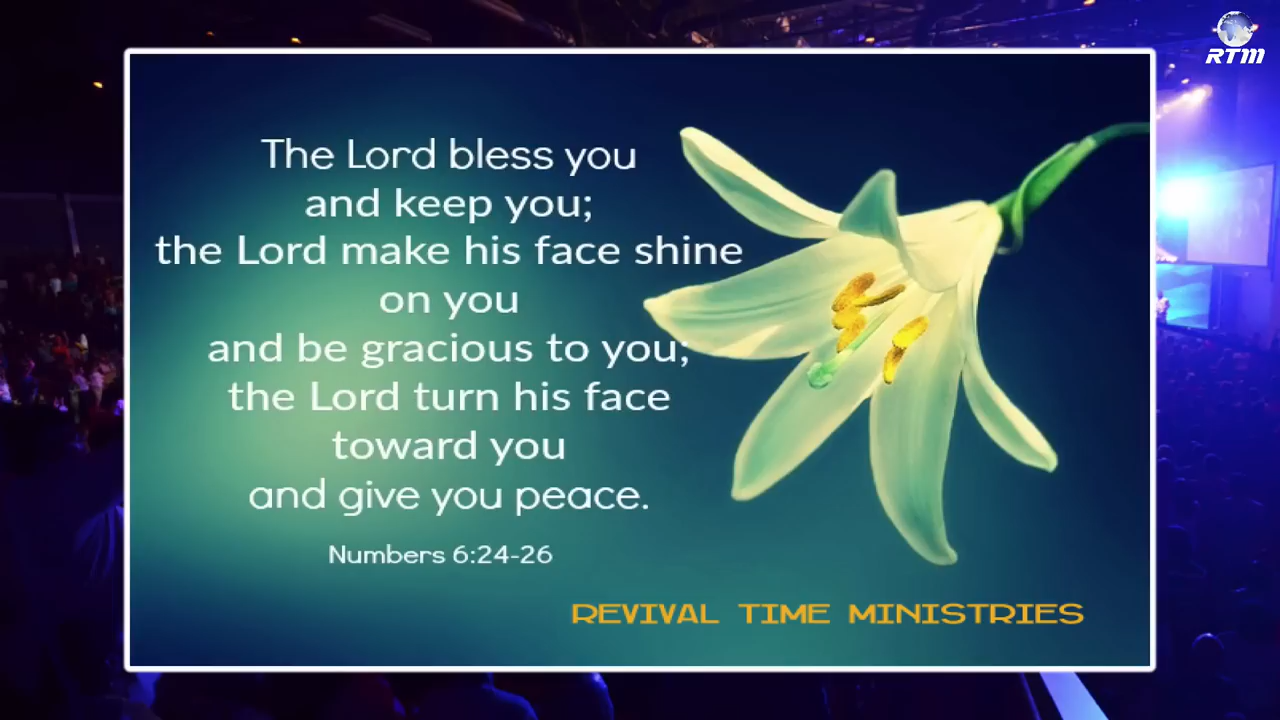 RTM
The Lord bless you
and keep you;
the Lord make his face shine
on you
and be gracious to you;
the Lord turn his face
toward you
and give you peace.
Numbers 6:24-26
REVIVAL TIME MINISTRIES